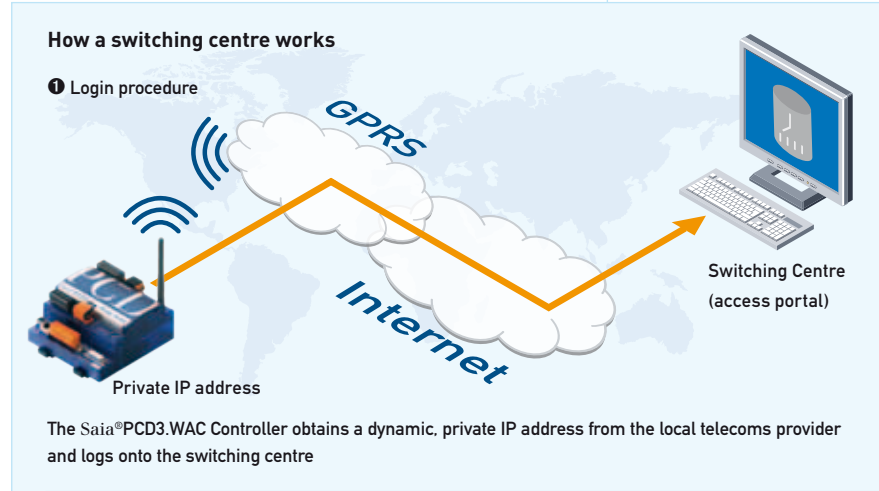 How a switching centre works
❶ Login procedure
GPRS
PCD
Internet
Switching Centre
(access portal)
Private IP address
The Saia®PCD3.WAC Controller obtains a dynamic, private IP address from the local telecoms provider
and logs onto the switching centre